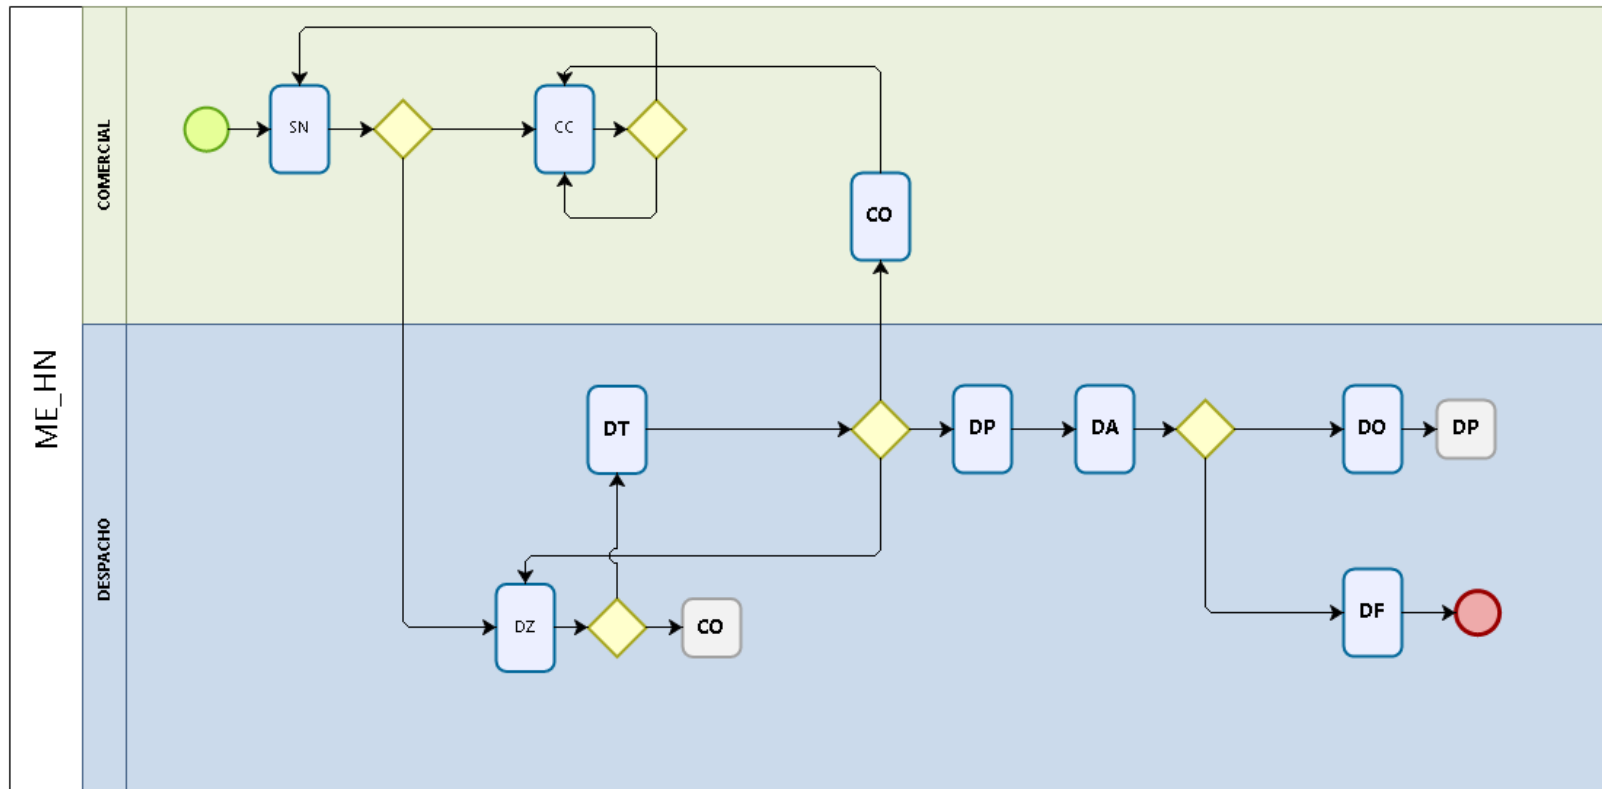 ME_HN
COMERCIAL
SN
CC
CO
DESPACHO
DT
DP
DA
DO
DP
DZ
CO
DF